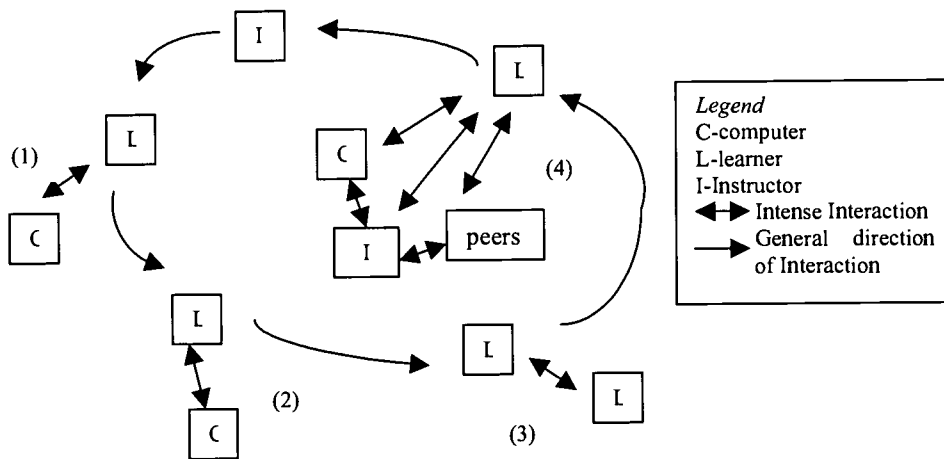 I
L
L
(1)
C
C
(4)
I
peers
L
C
(2)
L
L
(3)
Legend
C-computer
L-learner
I-Instructor
Intense Interaction
General direction
of Interaction